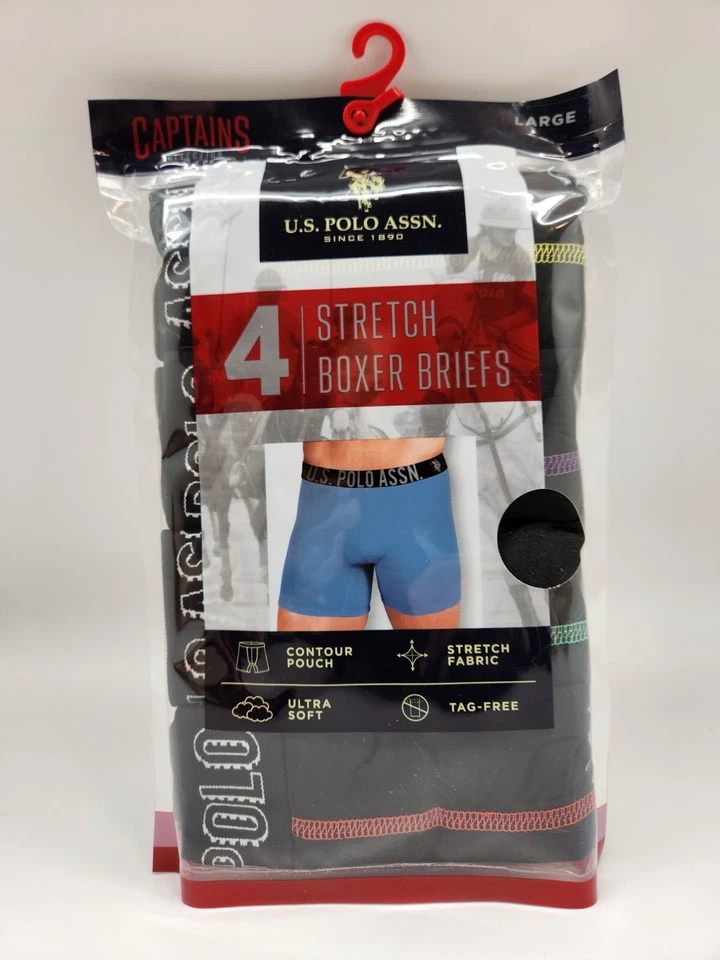 CAPTAINS
LARGE
U.S. POLO ASSN.
SINCE 1890
4
STRETCH
BOXER BRIEFS
U.S. POLO ASSN.
CONTOUR
POUCH
STRETCH
FABRIC
ULTRA
SOFT
TAG-FREE
POLO